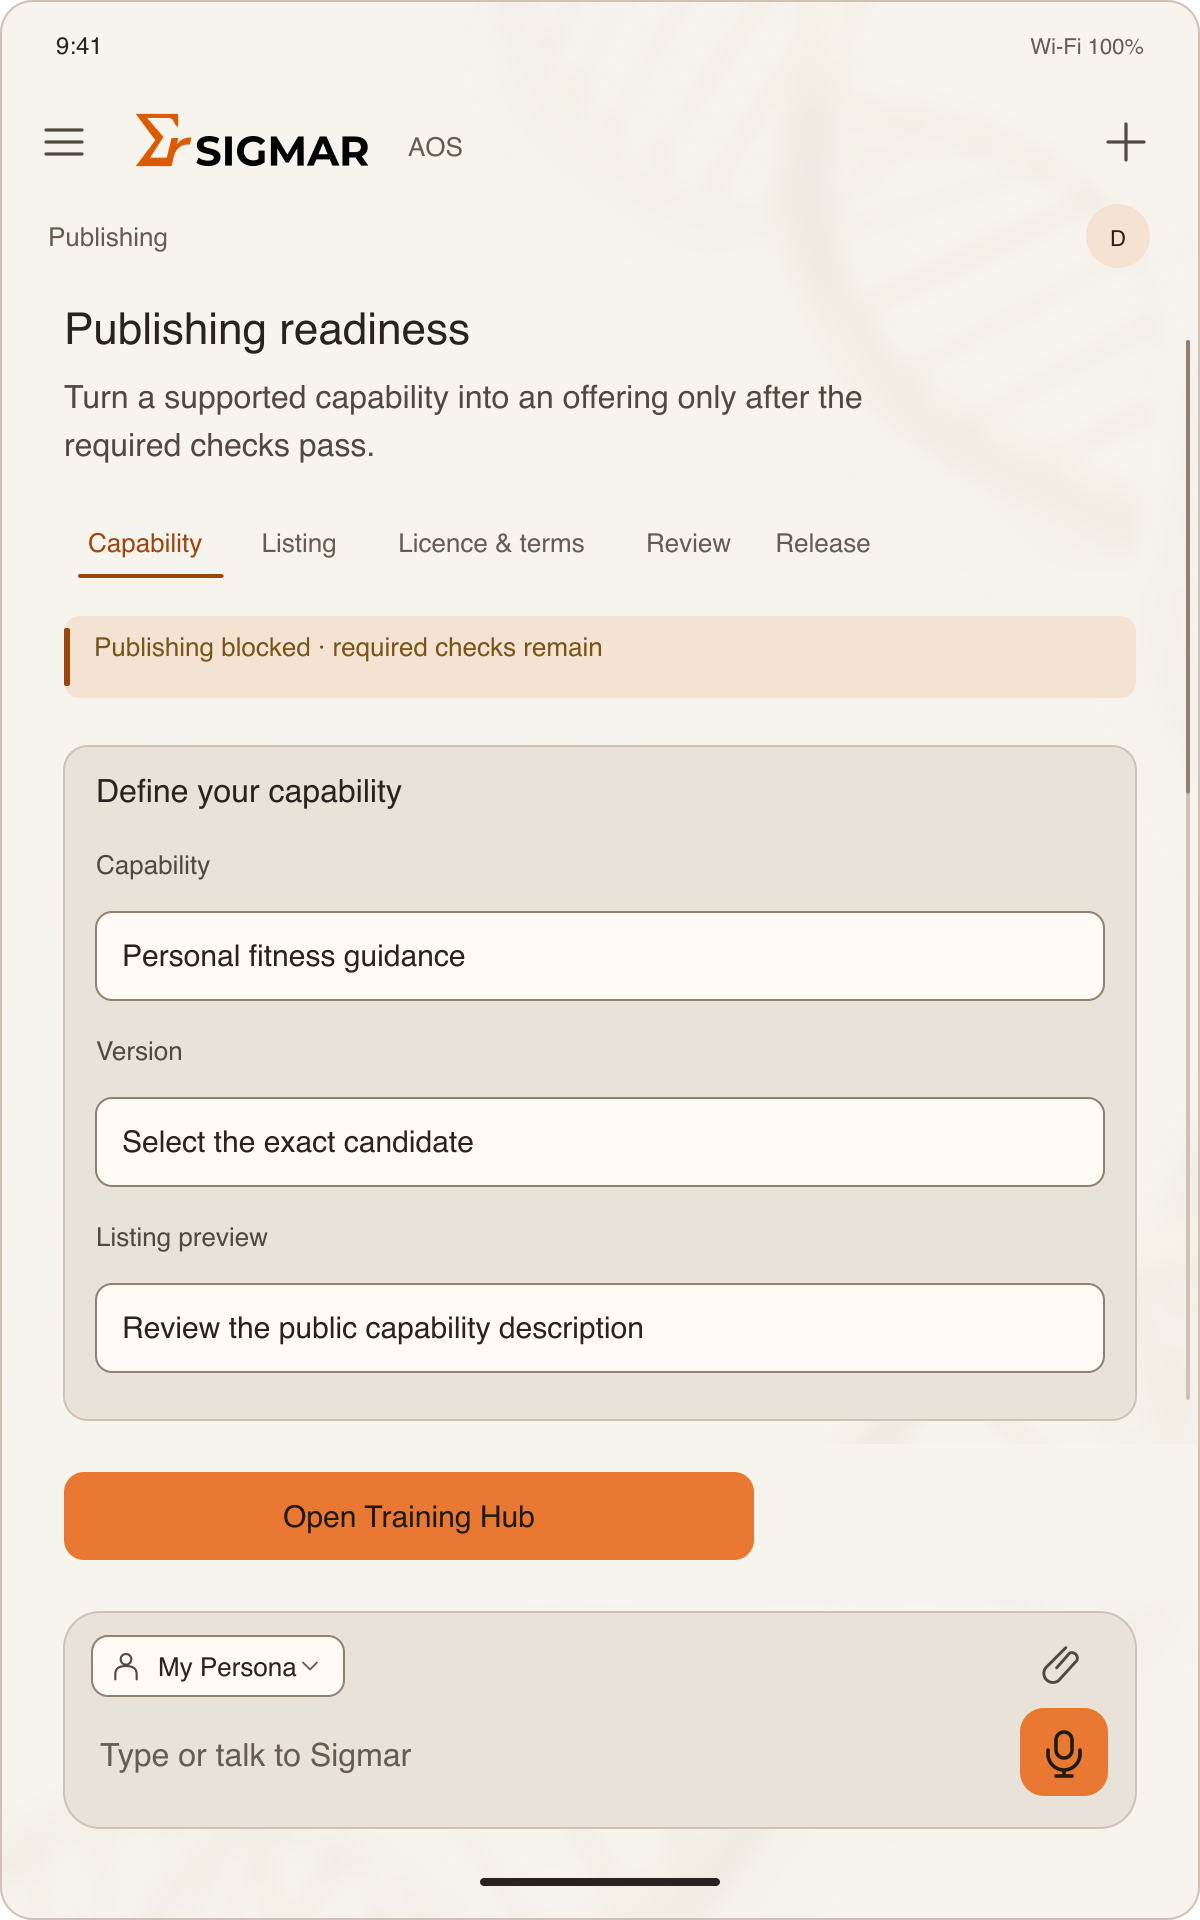 9:41
Wi-Fi 100%
Σr SIGMAR AOS
Publishing
D
Publishing readiness
Turn a supported capability into an offering only after the
required checks pass.
Capability Listing Licence & terms Review Release
Publishing blocked · required checks remain
Define your capability
Capability
Personal fitness guidance
Version
Select the exact candidate
Listing preview
Review the public capability description
Open Training Hub
My Persona
Type or talk to Sigmar